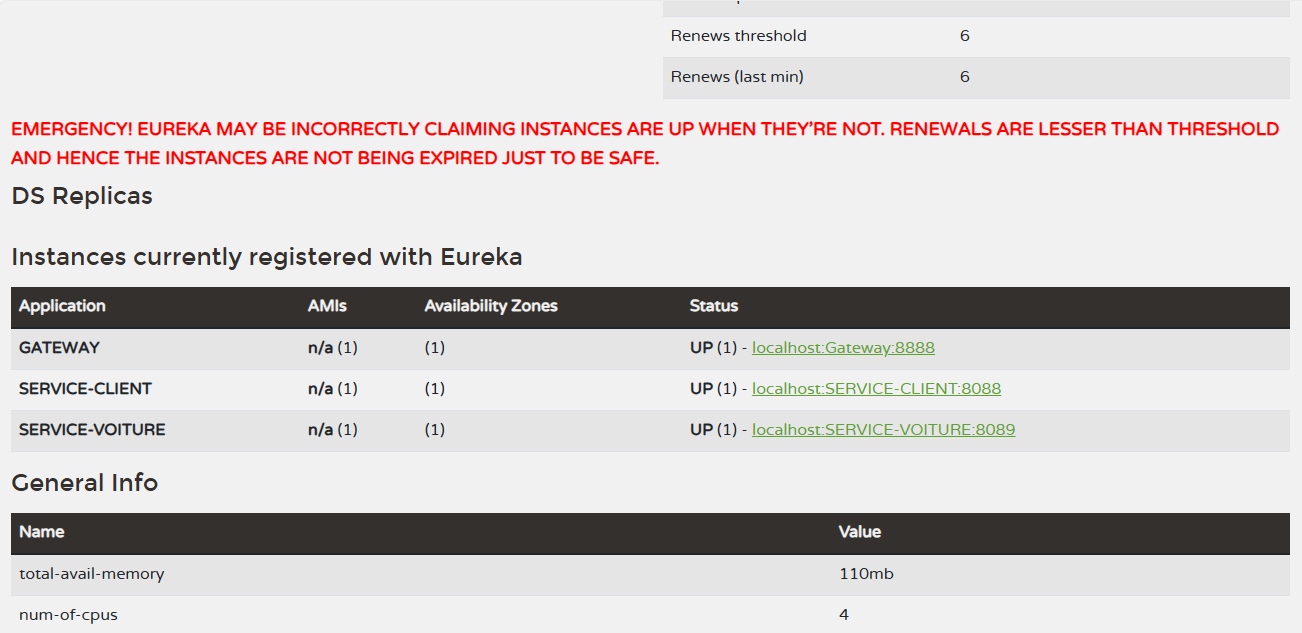 Renews threshold 6
Renews (last min) 6
EMERGENCY! EUREKA MAY BE INCORRECTLY CLAIMING INSTANCES ARE UP WHEN THEY'RE NOT. RENEWALS ARE LESSER THAN THRESHOLD
AND HENCE THE INSTANCES ARE NOT BEING EXPIRED JUST TO BE SAFE.
DS Replicas
Instances currently registered with Eureka
Application AMIs Availability Zones Status
GATEWAY n/a (1) (1) UP (1) - localhost:Gateway:8888
SERVICE-CLIENT n/a (1) (1) UP (1) - localhost:SERVICE-CLIENT:8088
SERVICE-VOITURE n/a (1) (1) UP (1) - localhost:SERVICE-VOITURE:8089
General Info
Name Value
total-avail-memory 110mb
num-of-cpus 4